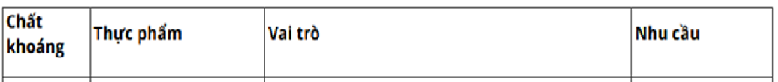 Chất khoáng Thực phẩm Vai trò Nhu cầu